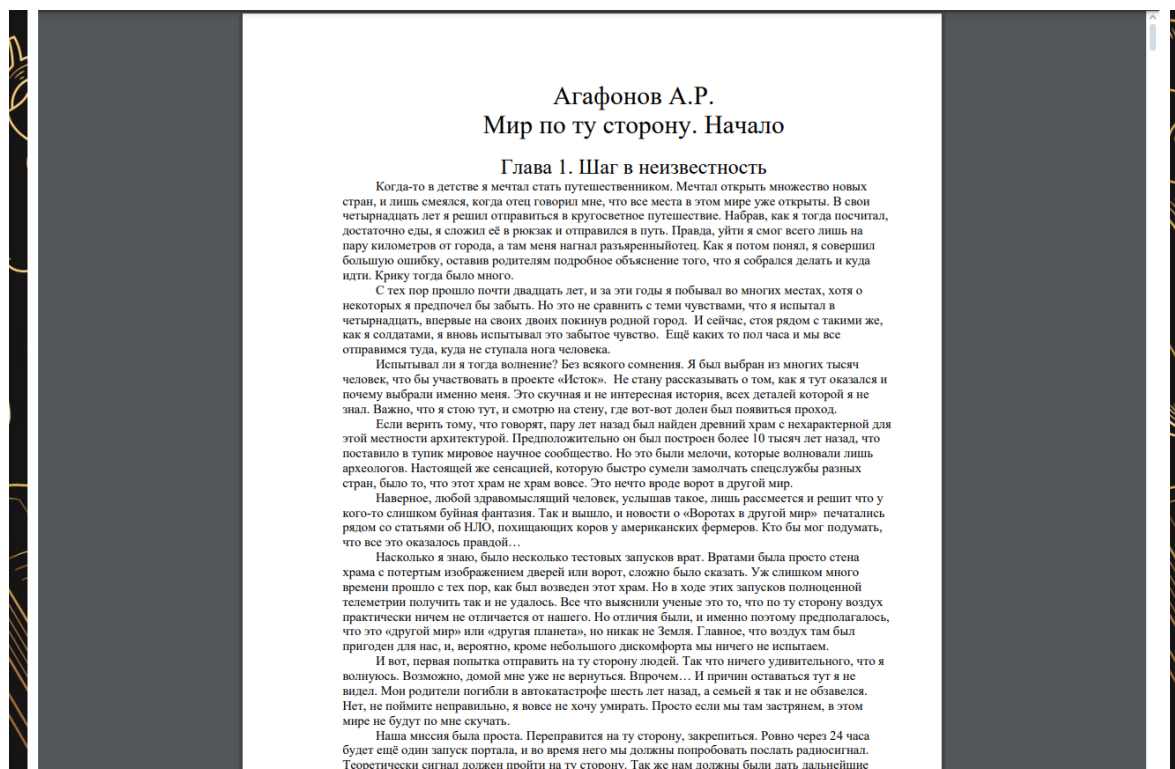 Агафонов А.Р.
Мир по ту сторону. Начало
Глава 1. Шаг в неизвестность
Когда-то в детстве я мечтал стать путешественником. Мечтал открыть множество новых
стран, и лишь смеялся, когда отец говорил мне, что все места в этом мире уже открыты. В свои
четырнадцать лет я решил отправиться в кругосветное путешествие. Набрав, как я тогда посчитал,
достаточно еды, я сложил её в рюкзак и отправился в путь. Правда, уйти я смог всего лишь на
пару километров от города, а там меня нагнал разъяренныйотец. Как я потом понял, я совершил
большую ошибку, оставив родителям подробное объяснение того, что я собрался делать и куда
идти. Крику тогда было много.
С тех пор прошло почти двадцать лет, и за эти годы я побывал во многих местах, хотя о
некоторых я предпочел бы забыть. Но это не сравнить с теми чувствами, что я испытал в
четырнадцать, впервые на своих двоих покинув родной город.  И сейчас, стоя рядом с такими же,
как я солдатами, я вновь испытывал это забытое чувство.  Ещё каких то пол часа и мы все
отправимся туда, куда не ступала нога человека.
Испытывал ли я тогда волнение? Без всякого сомнения. Я был выбран из многих тысяч
человек, что бы участвовать в проекте «Исток».  Не стану рассказывать о том, как я тут оказался и
почему выбрали именно меня. Это скучная и не интересная история, всех деталей которой я не
знал. Важно, что я стою тут, и смотрю на стену, где вот-вот долен был появиться проход.
Если верить тому, что говорят, пару лет назад был найден древний храм с нехарактерной для
этой местности архитектурой. Предположительно он был построен более 10 тысяч лет назад, что
поставило в тупик мировое научное сообщество. Но это были мелочи, которые волновали лишь
археологов. Настоящей же сенсацией, которую быстро сумели замолчать спецслужбы разных
стран, было то, что этот храм не храм вовсе. Это нечто вроде ворот в другой мир.
Наверное, любой здравомыслящий человек, услышав такое, лишь рассмеется и решит что у
кого-то слишком буйная фантазия. Так и вышло, и новости о «Воротах в другой мир»  печатались
рядом со статьями об НЛО, похищающих коров у американских фермеров. Кто бы мог подумать,
что все это оказалось правдой…
Насколько я знаю, было несколько тестовых запусков врат. Вратами была просто стена
храма с потертым изображением дверей или ворот, сложно было сказать. Уж слишком много
времени прошло с тех пор, как был возведен этот храм. Но в ходе этих запусков полноценной
телеметрии получить так и не удалось. Все что выяснили ученые это то, что по ту сторону воздух
практически ничем не отличается от нашего. Но отличия были, и именно поэтому предполагалось,
что это «другой мир» или «другая планета», но никак не Земля. Главное, что воздух там был
пригоден для нас, и, вероятно, кроме небольшого дискомфорта мы ничего не испытаем.
И вот, первая попытка отправить на ту сторону людей. Так что ничего удивительного, что я
волнуюсь. Возможно, домой мне уже не вернуться. Впрочем… И причин оставаться тут я не
видел. Мои родители погибли в автокатастрофе шесть лет назад, а семьей я так и не обзавелся.
Нет, не поймите неправильно, я вовсе не хочу умирать. Просто если мы там застрянем, в этом
мире не будут по мне скучать.
Наша миссия была проста. Переправится на ту сторону, закрепиться. Ровно через 24 часа
будет ещё один запуск портала, и во время него мы должны попробовать послать радиосигнал.
Теоретически сигнал должен пройти на ту сторону. Так же нам должны были дать дальнейшие